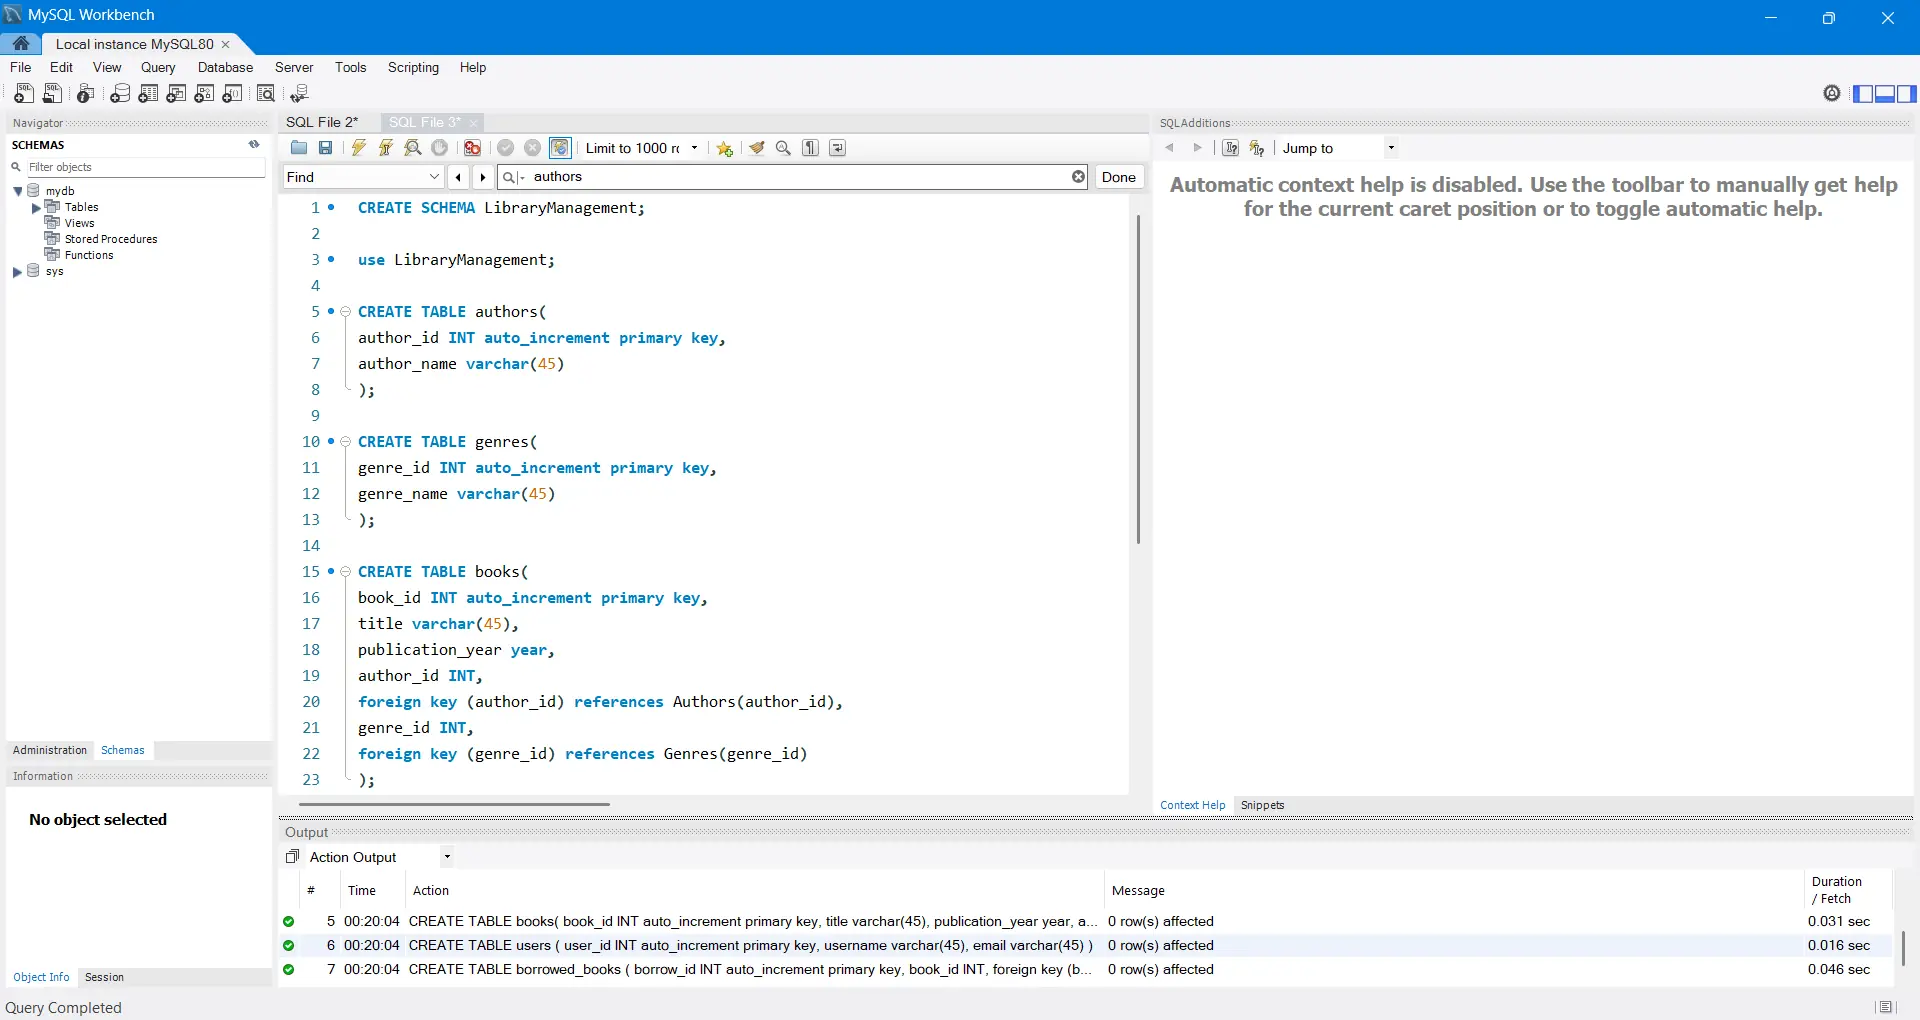 MySQL Workbench
Local instance MySQL80
File Edit View Query Database Server Tools Scripting Help
Navigator
SCHEMAS
Filter objects
mydb
Tables
Views
Stored Procedures
Functions
sys
Administration Schemas
Information
No object selected
Object Info Session
SQL File 2* SQL File 3*
Limit to 1000 rc
Find authors Done
1 CREATE SCHEMA LibraryManagement;
2
3 use LibraryManagement;
4
5 CREATE TABLE authors(
6 author_id INT auto_increment primary key,
7 author_name varchar(45)
8 );
9
10 CREATE TABLE genres(
11 genre_id INT auto_increment primary key,
12 genre_name varchar(45)
13 );
14
15 CREATE TABLE books(
16 book_id INT auto_increment primary key,
17 title varchar(45),
18 publication_year year,
19 author_id INT,
20 foreign key (author_id) references Authors(author_id),
21 genre_id INT,
22 foreign key (genre_id) references Genres(genre_id)
23 );
SQLAdditions
Jump to
Automatic context help is disabled. Use the toolbar to manually get help
for the current caret position or to toggle automatic help.
Context Help Snippets
Output
Action Output
# Time Action Message Duration / Fetch
5 00:20:04 CREATE TABLE books( book_id INT auto_increment primary key, title varchar(45), publication_year year, a... 0 row(s) affected 0.031 sec
6 00:20:04 CREATE TABLE users ( user_id INT auto_increment primary key, username varchar(45), email varchar(45) ) 0 row(s) affected 0.016 sec
7 00:20:04 CREATE TABLE borrowed_books ( borrow_id INT auto_increment primary key, book_id INT, foreign key (b... 0 row(s) affected 0.046 sec
Query Completed